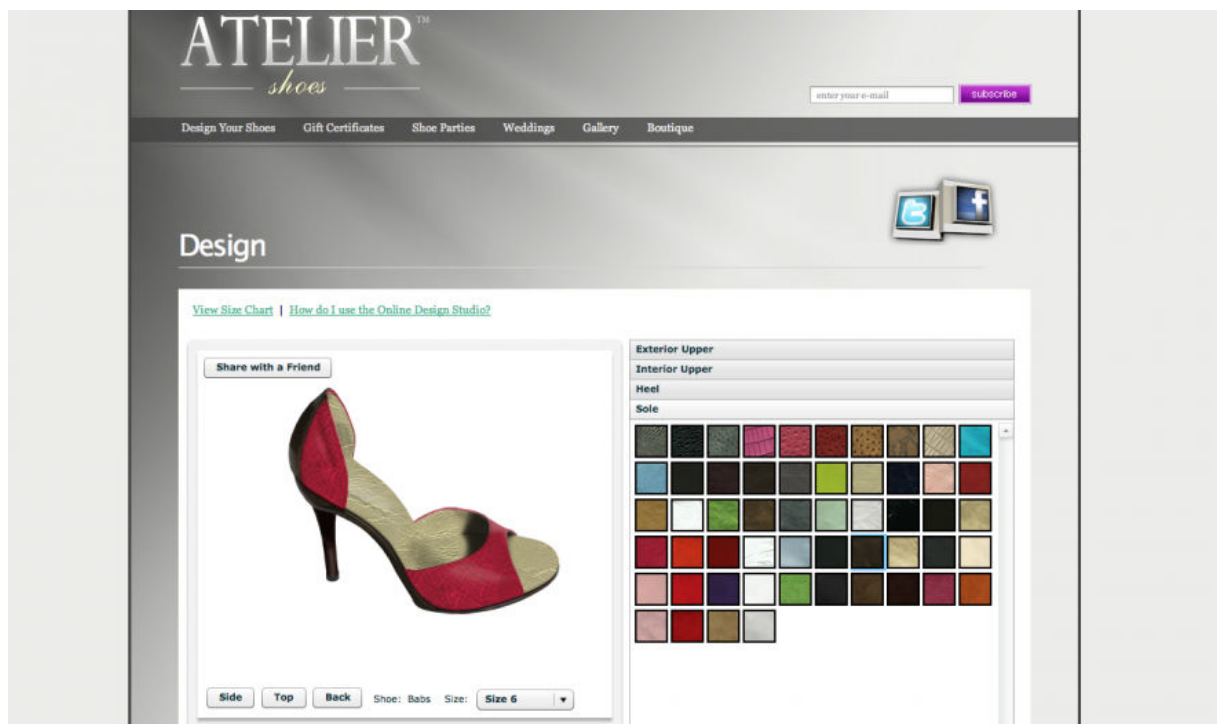 ATELIER™
shoes
enter your e-mail subscribe
Design Your Shoes Gift Certificates Shoe Parties Weddings Gallery Boutique
Design
View Size Chart | How do I use the Online Design Studio?
Share with a Friend
Exterior Upper
Interior Upper
Heel
Sole
Side Top Back Shoe: Babs Size: Size 6